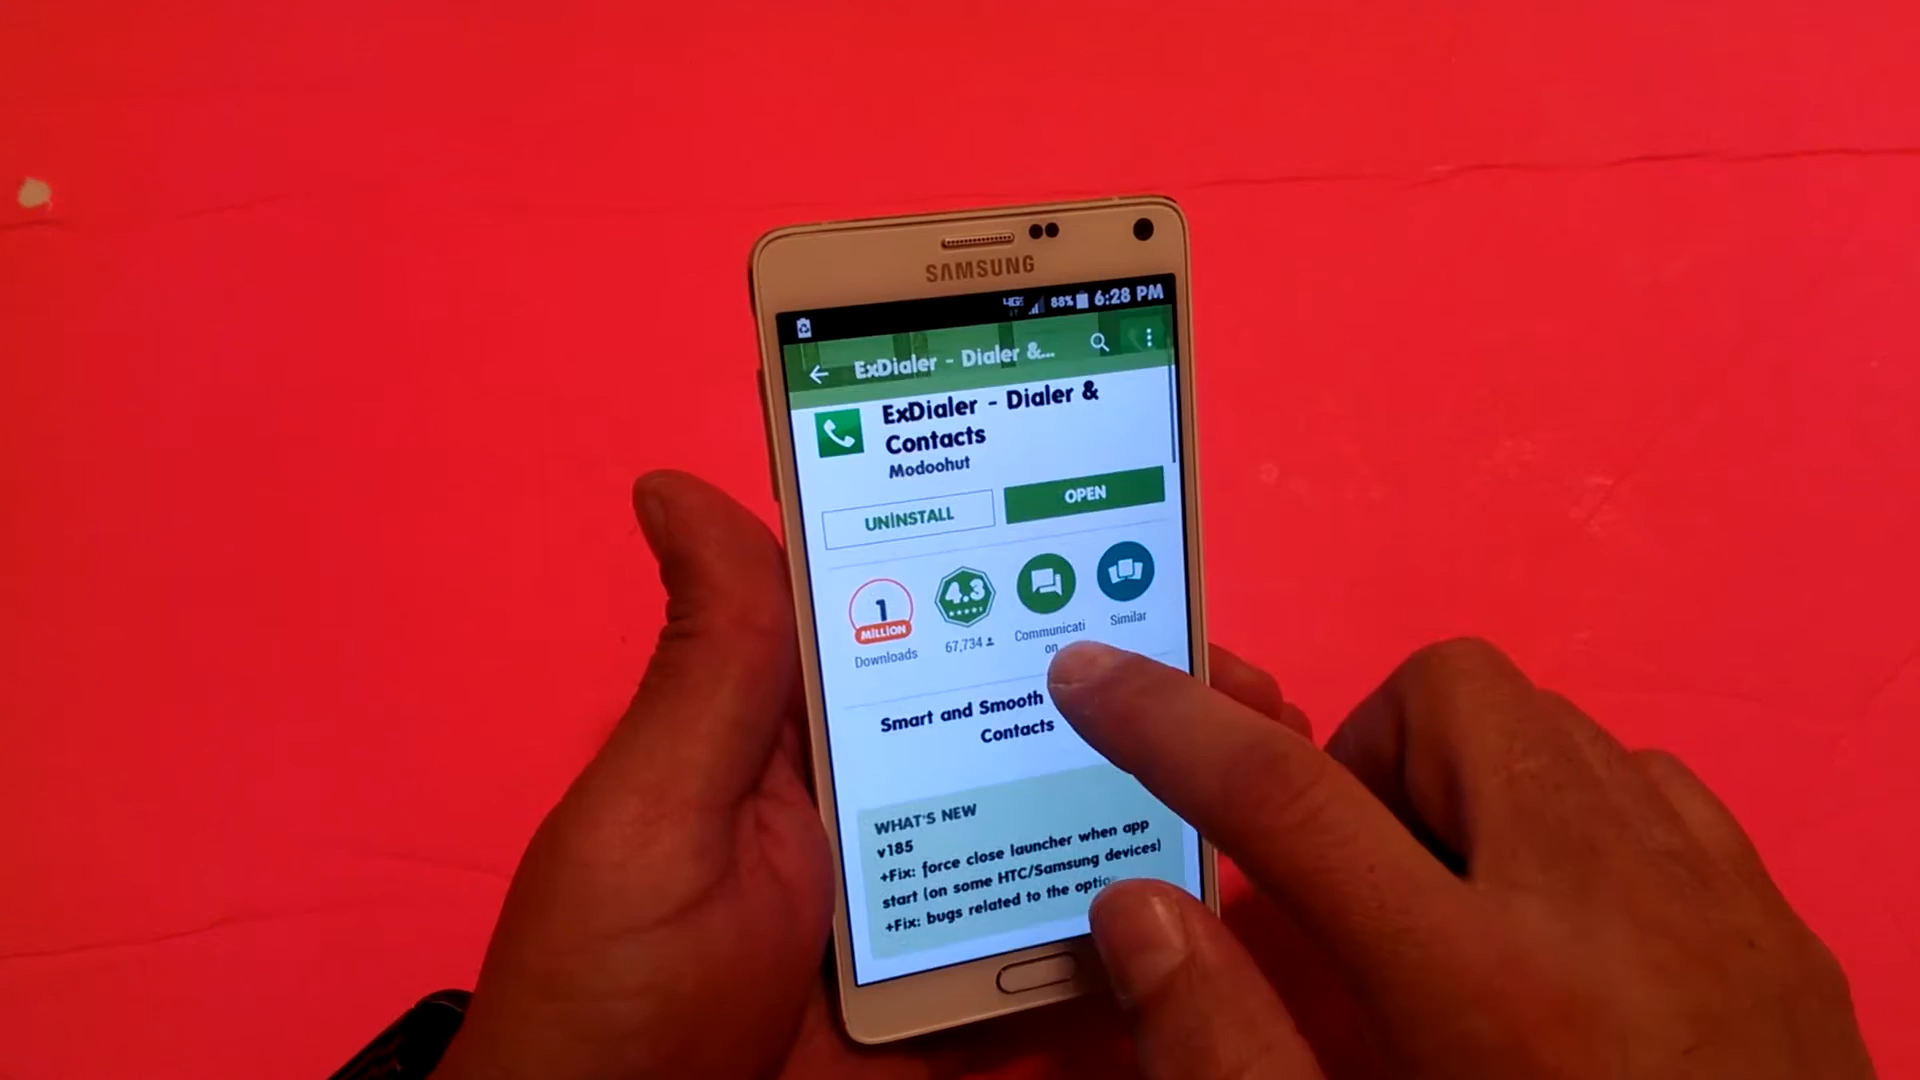 SAMSUNG
4G 88% 6:28 PM
ExDialer - Dialer &...
ExDialer - Dialer &
Contacts
Modoohut
UNINSTALL
OPEN
1
MILLION
Downloads
4.3
67,734
Communicati
on
Similar
Smart and Smooth
Contacts
WHAT'S NEW
v185
+Fix: force close launcher when app
start (on some HTC/Samsung devices)
+Fix: bugs related to the